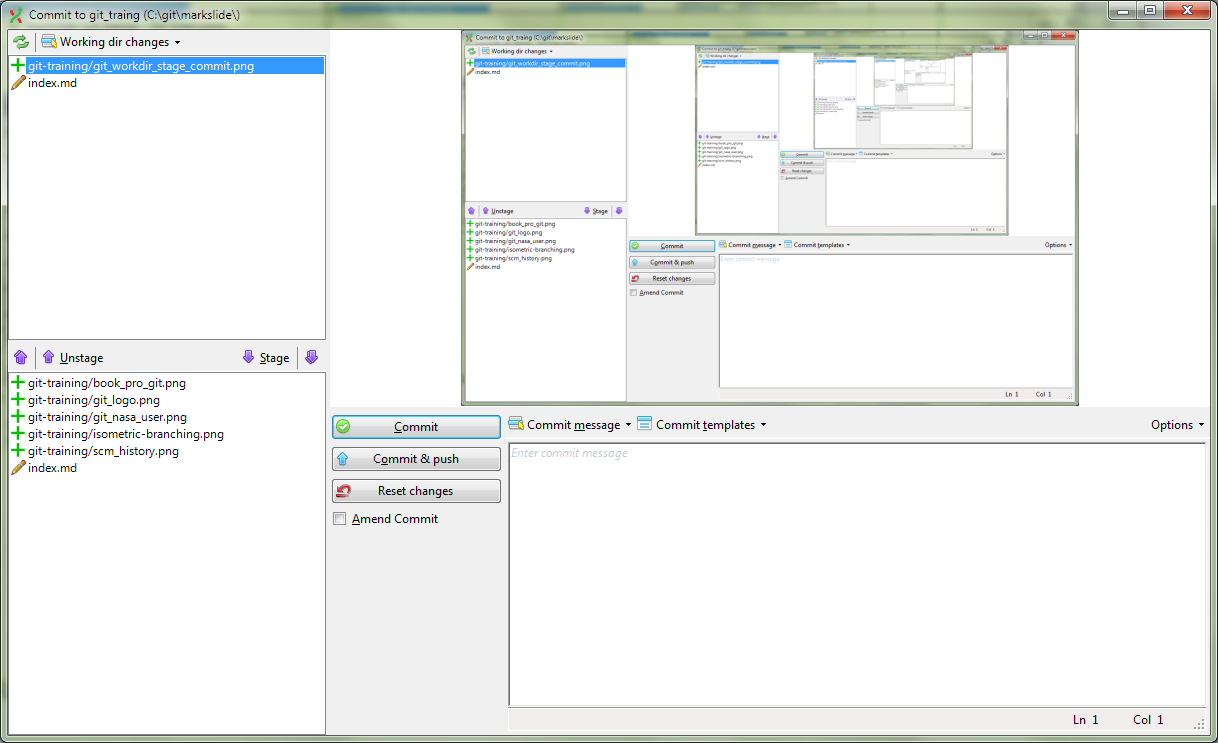 Commit to git_traing (C:\git\markslide\)
Working dir changes
git-training/git_workdir_stage_commit.png
index.md
Unstage Stage
git-training/book_pro_git.png
git-training/git_logo.png
git-training/git_nasa_user.png
git-training/isometric-branching.png
git-training/scm_history.png
index.md
Commit to git_traing (C:\git\markslide\)
Working dir changes
git-training/git_workdir_stage_commit.png
index.md
Unstage Stage
git-training/book_pro_git.png
git-training/git_logo.png
git-training/git_nasa_user.png
git-training/isometric-branching.png
git-training/scm_history.png
index.md
Commit
Commit & push
Reset changes
Amend Commit
Commit message Commit templates Options
Enter commit message
Ln 1 Col 1
Commit
Commit & push
Reset changes
Amend Commit
Commit message Commit templates Options
Enter commit message
Ln 1 Col 1